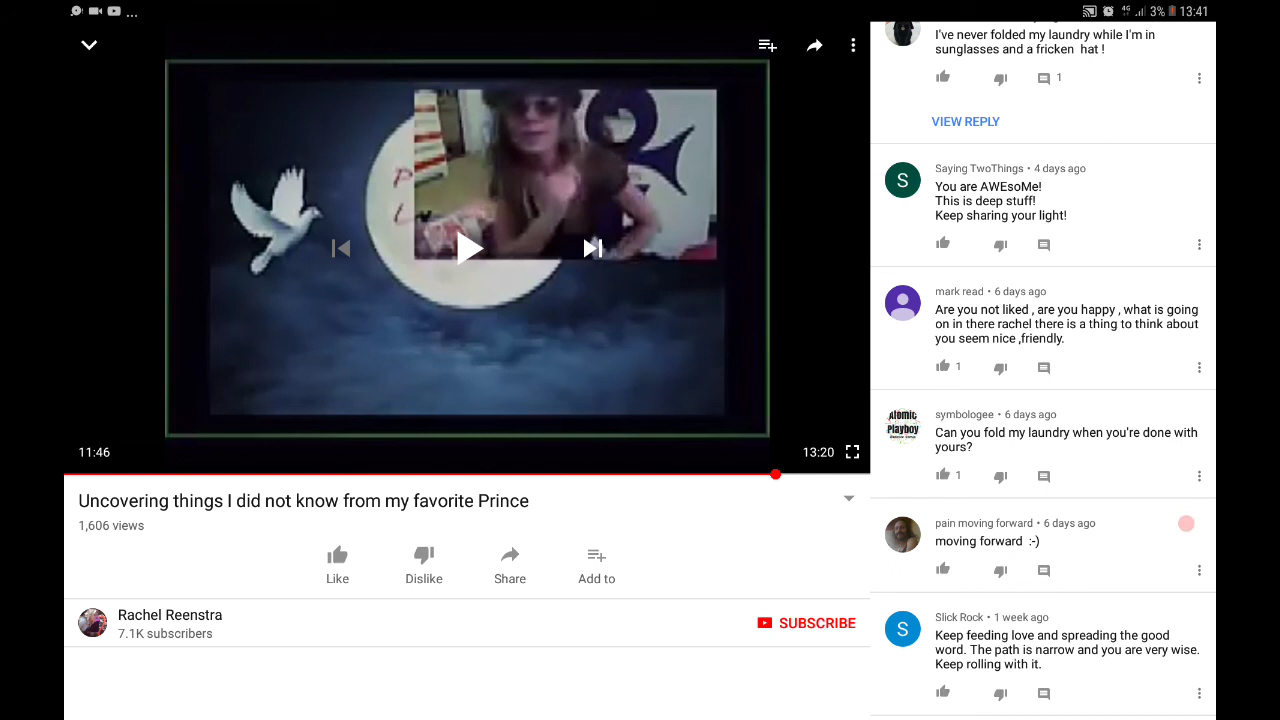 4G 3% 13:41
P
L
11:46
13:20
Uncovering things I did not know from my favorite Prince
1,606 views
Like
Dislike
Share
Add to
Rachel Reenstra
7.1K subscribers
SUBSCRIBE
I've never folded my laundry while I'm in
sunglasses and a fricken hat !
1
VIEW REPLY
S
Saying TwoThings • 4 days ago
You are AWEsoMe!
This is deep stuff!
Keep sharing your light!
mark read • 6 days ago
Are you not liked , are you happy , what is going
on in there rachel there is a thing to think about
you seem nice ,friendly.
1
Atomic
Playboy
symbologee • 6 days ago
Can you fold my laundry when you're done with
yours?
1
pain moving forward • 6 days ago
moving forward :-)
S
Slick Rock • 1 week ago
Keep feeding love and spreading the good
word. The path is narrow and you are very wise.
Keep rolling with it.